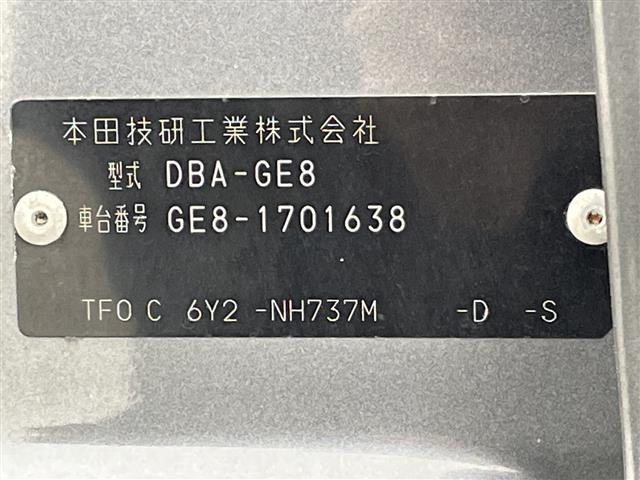 本田技研工業株式会社
型式 DBA-GE8
車台番号 GE8-1701638
TF0 C 6Y2 -NH737M -D -S